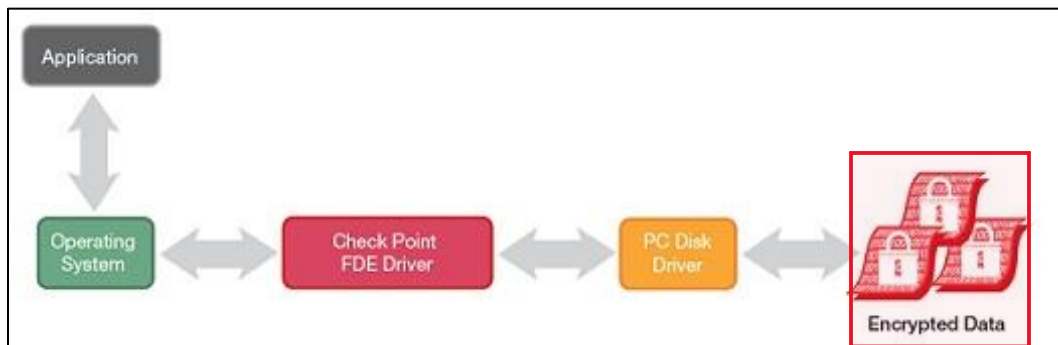 Application
Operating
System
Check Point
FDE Driver
PC Disk
Driver
Encrypted Data